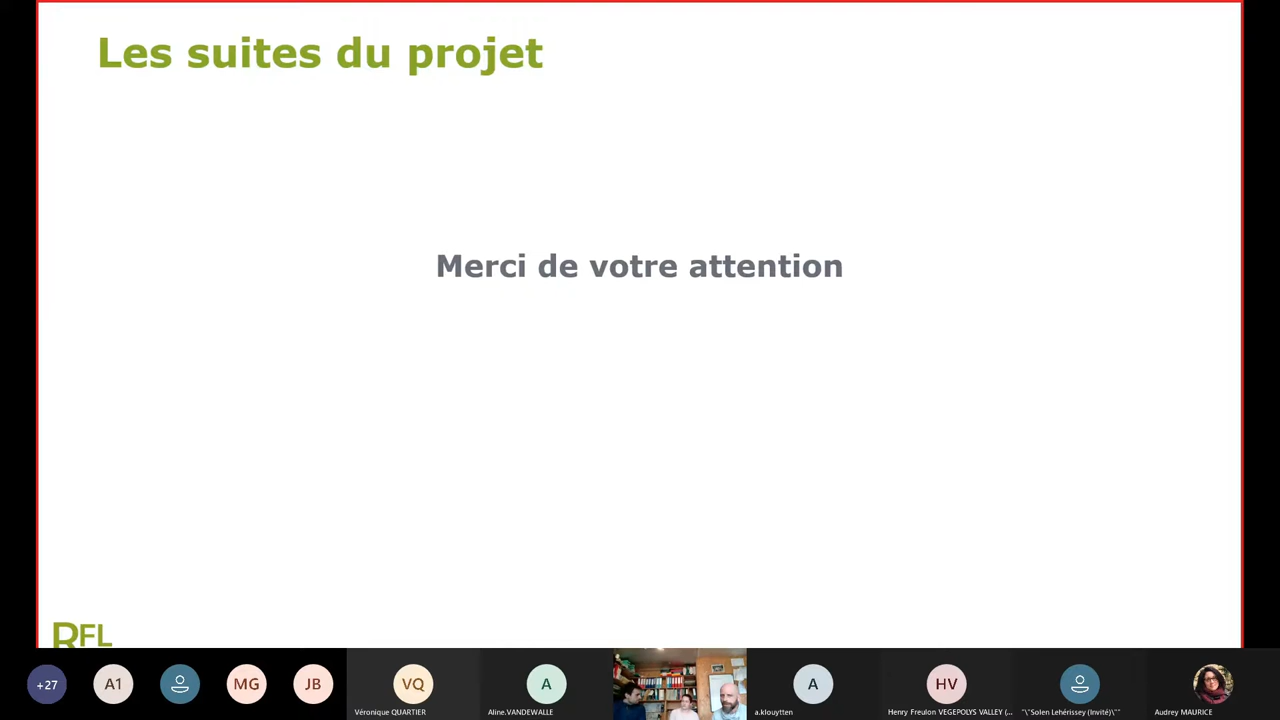 Les suites du projet
Merci de votre attention
RFL
+27
A1
MG
JB
VQ
Véronique QUARTIER
A
Aline.VANDEWALLE
A
a.klouytten
HV
Henry Freulon VEGEPOLYS VALLEY (...
"\"Solen Lehérissey (Invité)\""
Audrey MAURICE